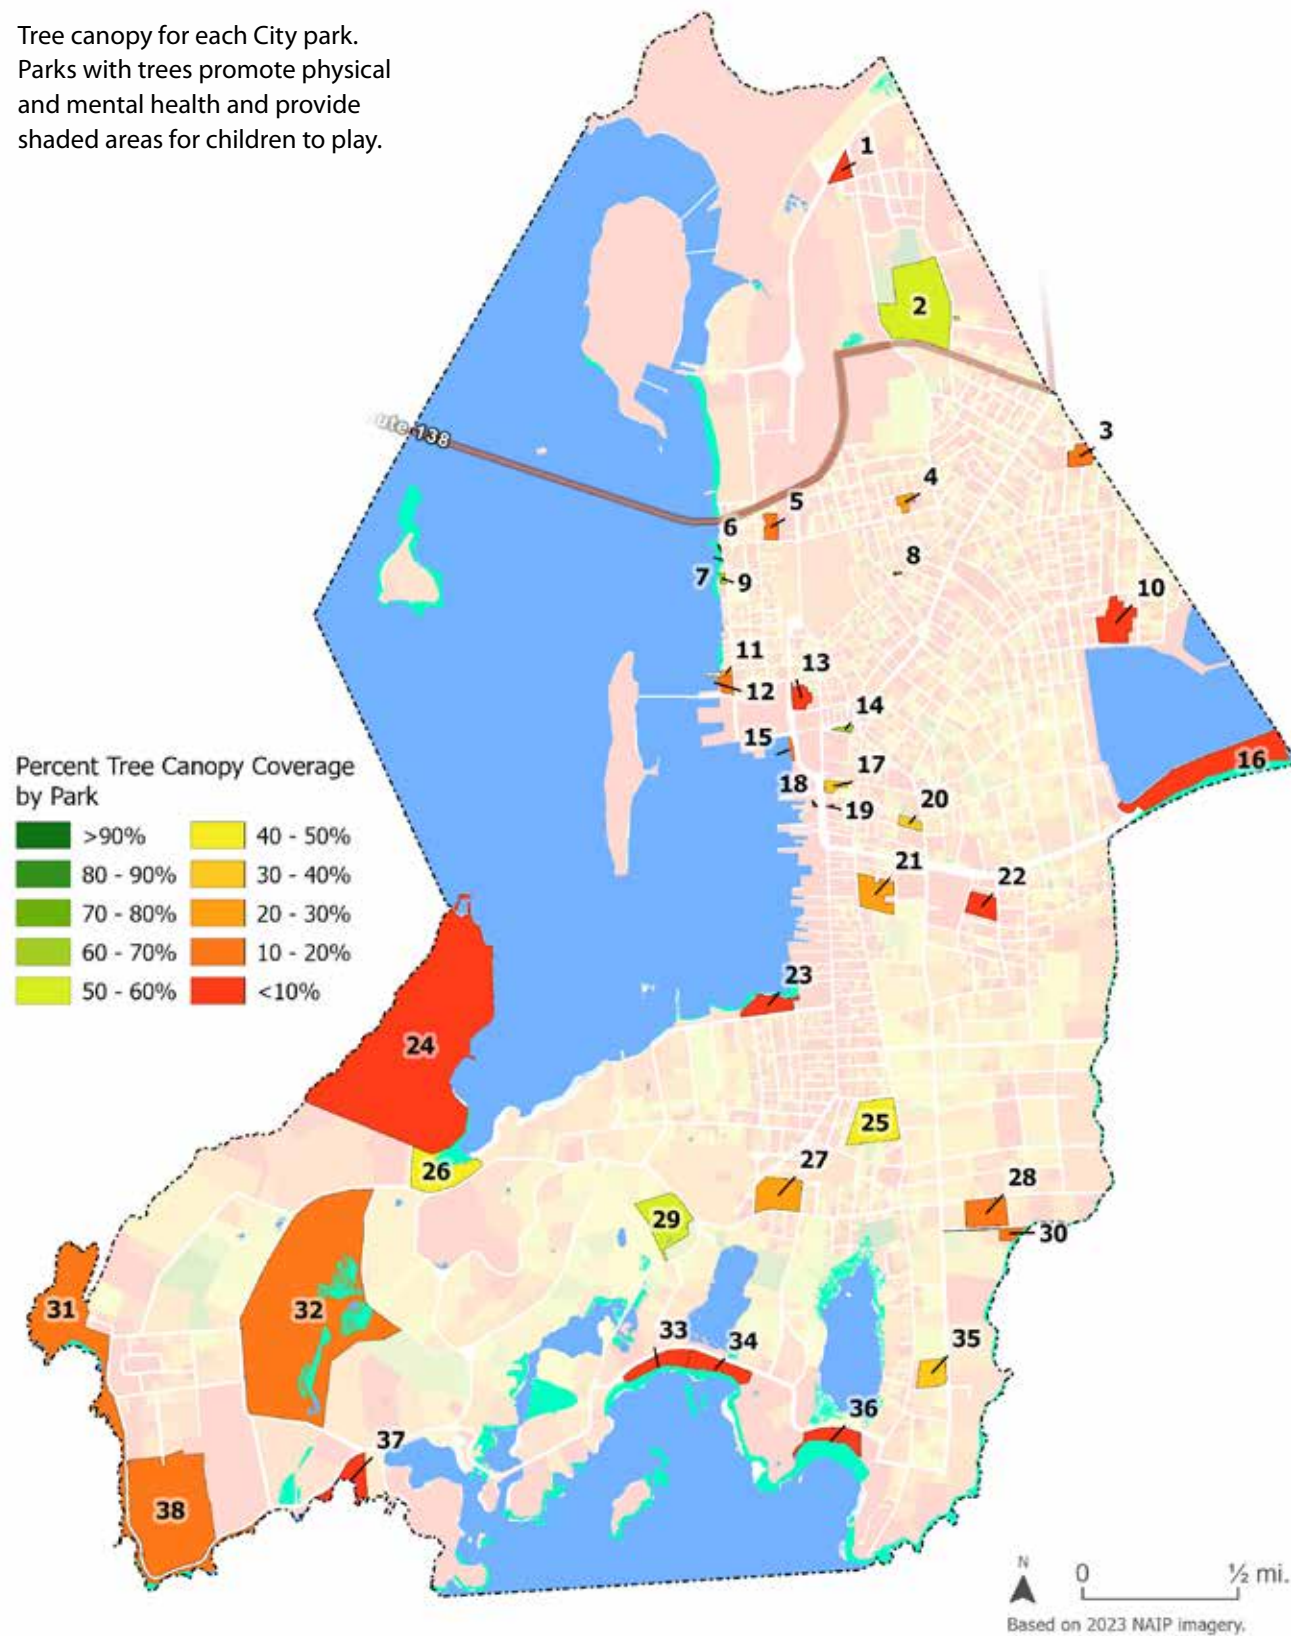 Tree canopy for each City park.
Parks with trees promote physical
and mental health and provide
shaded areas for children to play.
1
2
ute 138
3
4
5
6
8
7
9
10
11
13
12
14
15
16
17
18
19
20
21
22
23
24
25
26
27
28
29
30
31
32
33
34
35
36
37
38
Percent Tree Canopy Coverage
by Park
>90%
40 - 50%
80 - 90%
30 - 40%
70 - 80%
20 - 30%
60 - 70%
10 - 20%
50 - 60%
<10%
N
0
½ mi.
Based on 2023 NAIP imagery.